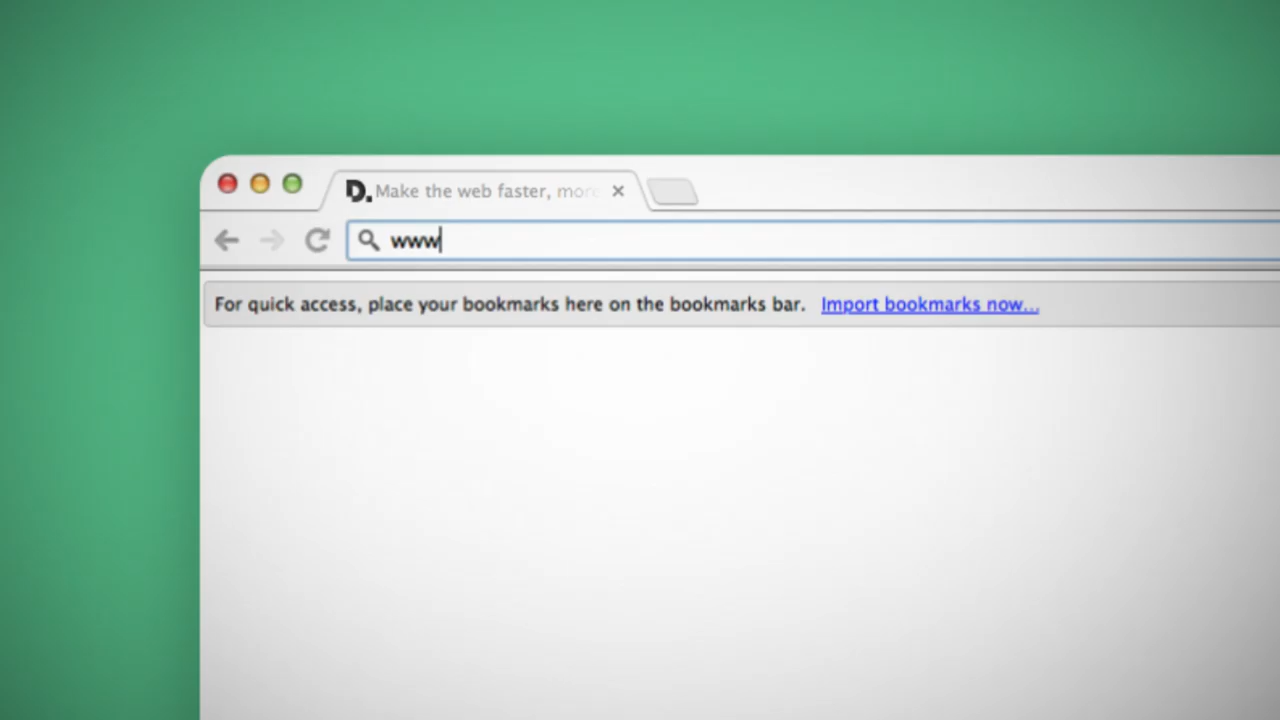 D. Make the web faster, more
www
For quick access, place your bookmarks here on the bookmarks bar. Import bookmarks now...